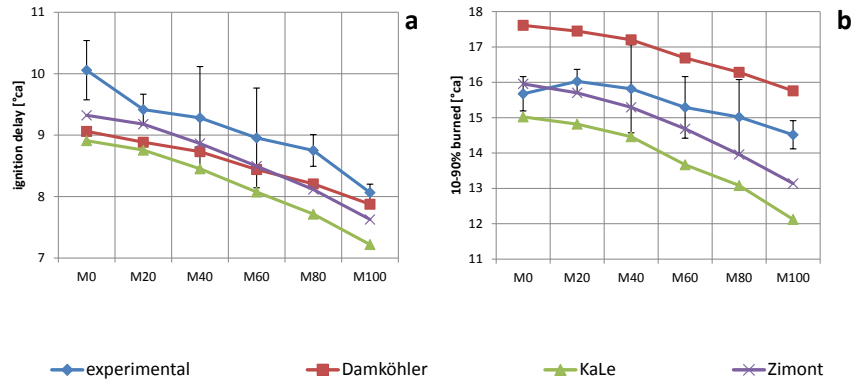 a
ignition delay [°ca]
11
10
9
8
7
M0 M20 M40 M60 M80 M100
b
10-90% burned [°ca]
18
17
16
15
14
13
12
11
M0 M20 M40 M60 M80 M100
experimental Damköhler KaLe Zimont